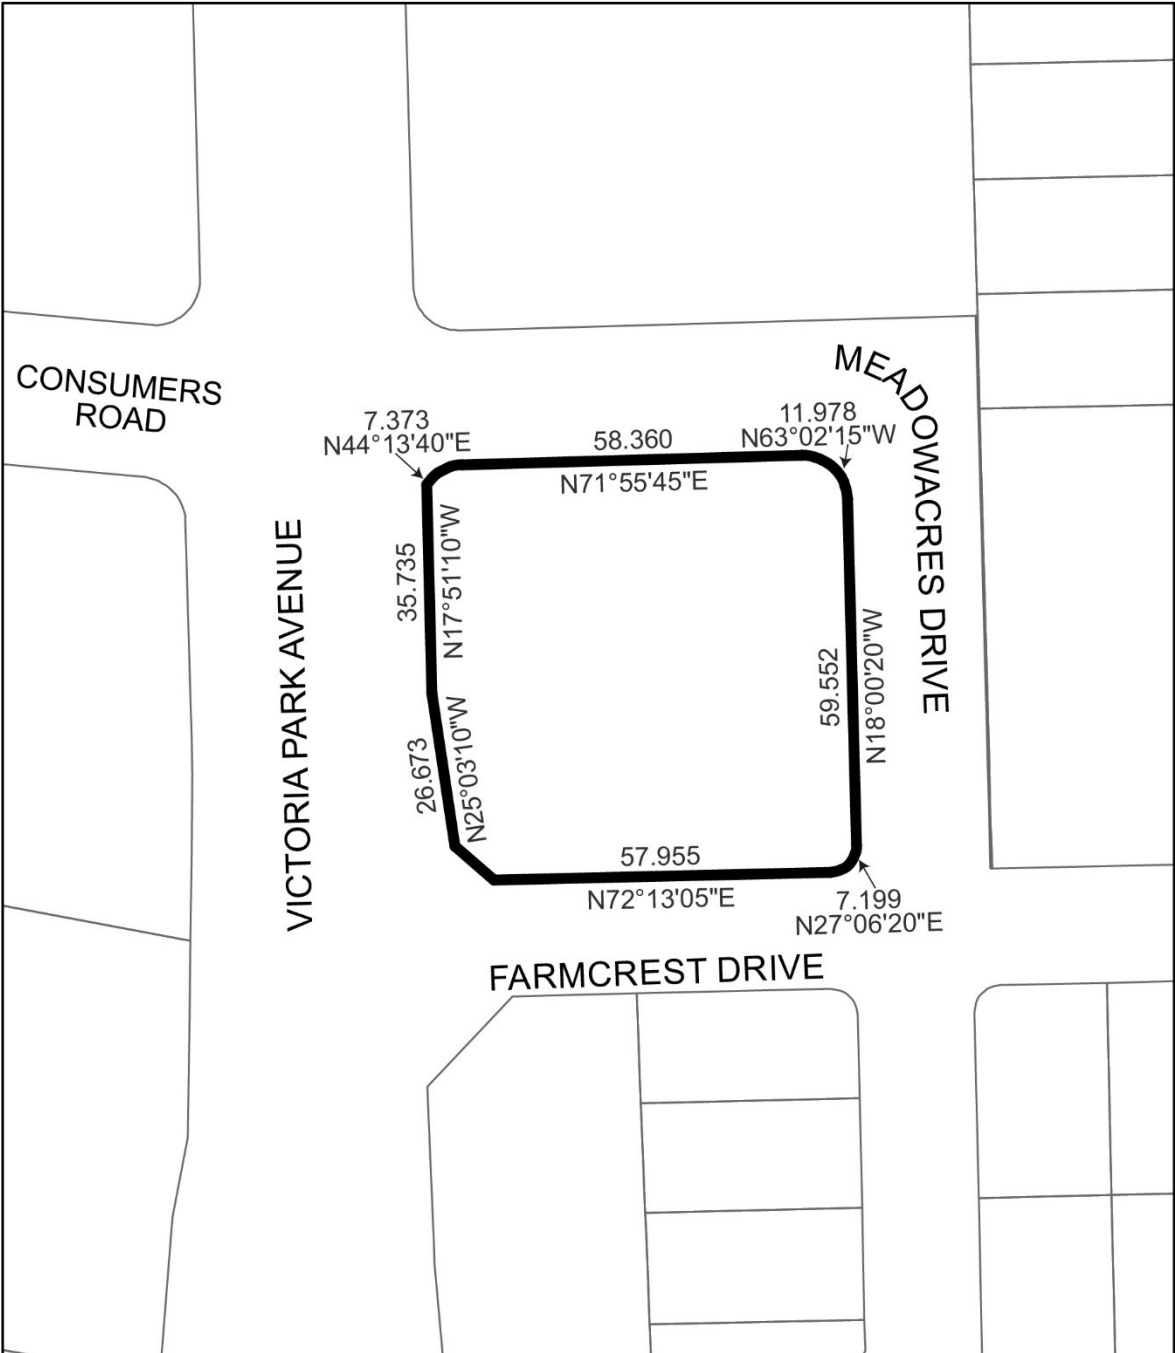 CONSUMERS
ROAD
MEADOWACRES DRIVE
7.373
N44°13'40"E
58.360
N71°55'45"E
11.978
N63°02'15"W
VICTORIA PARK AVENUE
35.735
N17°51'10"W
26.673
N25°03'10"W
59.552
N18°00'20"W
57.955
N72°13'05"E
7.199
N27°06'20"E
FARMCREST DRIVE